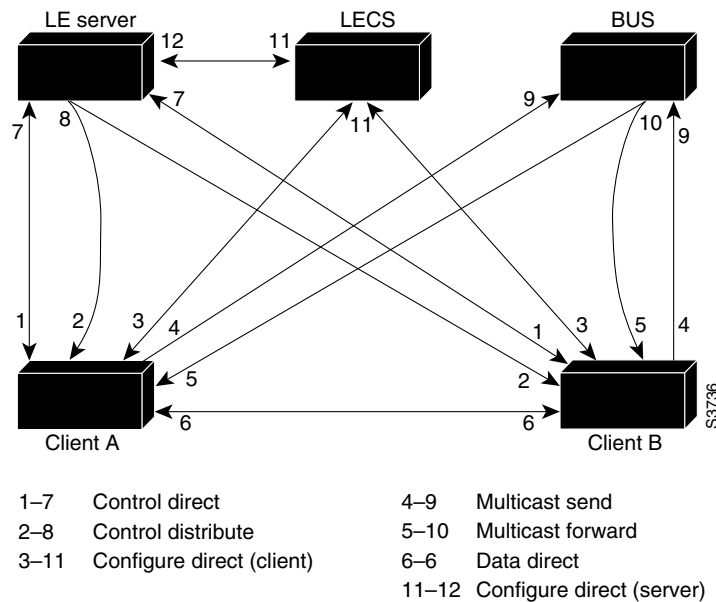 LE server LECS BUS
12 11
7 9
7 8 11 10 9
1 2 3 4 1 3 5 4
5 2
6 6
Client A Client B
S3736
1–7 Control direct
2–8 Control distribute
3–11 Configure direct (client)
4–9 Multicast send
5–10 Multicast forward
6–6 Data direct
11–12 Configure direct (server)